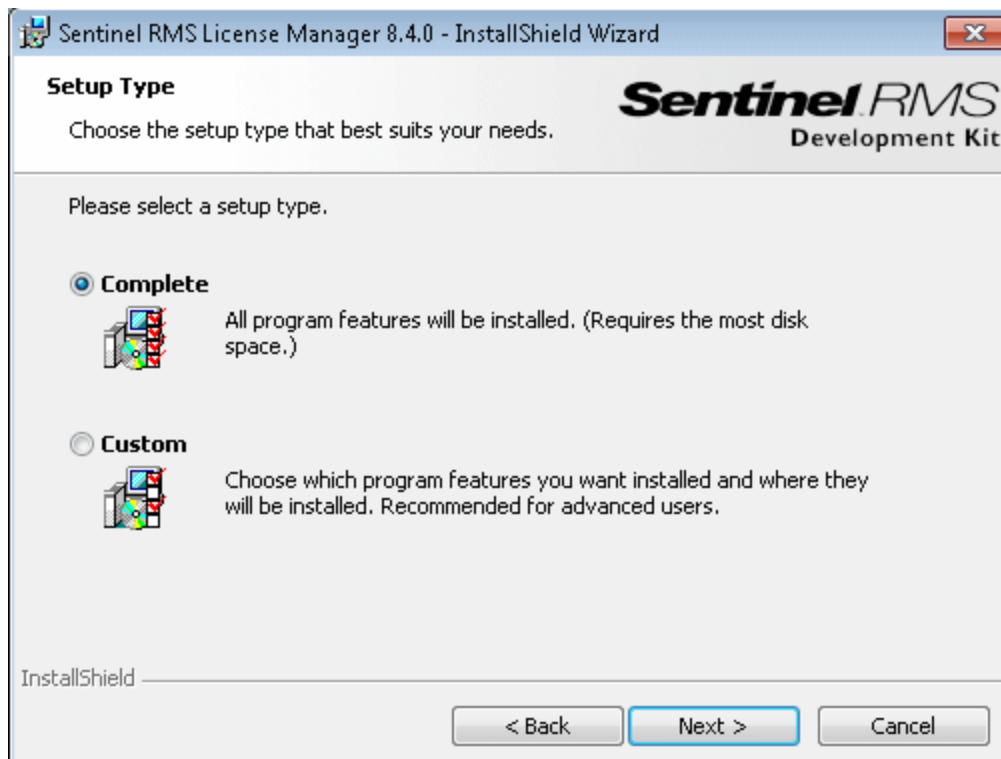 Sentinel RMS License Manager 8.4.0 - InstallShield Wizard
Setup Type
Choose the setup type that best suits your needs.
Sentinel RMS
Development Kit
Please select a setup type.
Complete
All program features will be installed. (Requires the most disk
space.)
Custom
Choose which program features you want installed and where they
will be installed. Recommended for advanced users.
InstallShield
< Back
Next >
Cancel